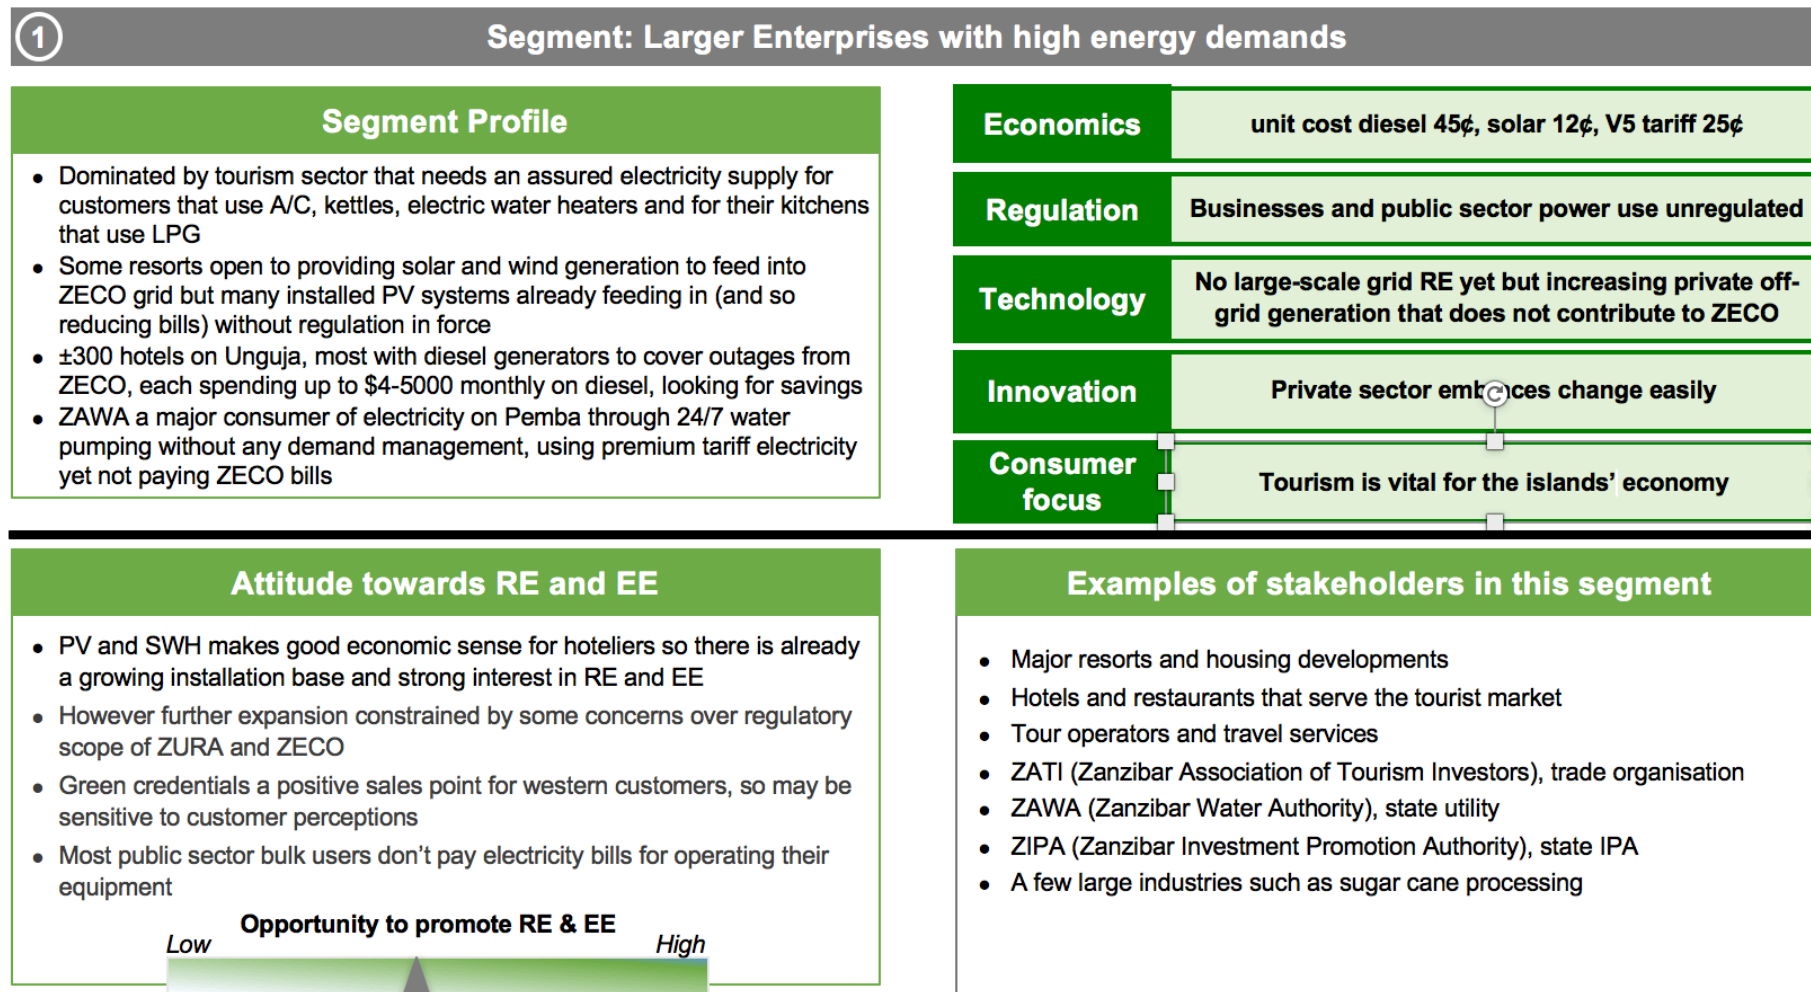 1
Segment: Larger Enterprises with high energy demands
Segment Profile
● Dominated by tourism sector that needs an assured electricity supply for
customers that use A/C, kettles, electric water heaters and for their kitchens
that use LPG
● Some resorts open to providing solar and wind generation to feed into
ZECO grid but many installed PV systems already feeding in (and so
reducing bills) without regulation in force
● ±300 hotels on Unguja, most with diesel generators to cover outages from
ZECO, each spending up to $4-5000 monthly on diesel, looking for savings
● ZAWA a major consumer of electricity on Pemba through 24/7 water
pumping without any demand management, using premium tariff electricity
yet not paying ZECO bills
Economics
unit cost diesel 45¢, solar 12¢, V5 tariff 25¢
Regulation
Businesses and public sector power use unregulated
Technology
No large-scale grid RE yet but increasing private off-
grid generation that does not contribute to ZECO
Innovation
Private sector embraces change easily
Consumer
focus
Tourism is vital for the islands’ economy
Attitude towards RE and EE
● PV and SWH makes good economic sense for hoteliers so there is already
a growing installation base and strong interest in RE and EE
● However further expansion constrained by some concerns over regulatory
scope of ZURA and ZECO
● Green credentials a positive sales point for western customers, so may be
sensitive to customer perceptions
● Most public sector bulk users don’t pay electricity bills for operating their
equipment
Opportunity to promote RE & EE
Low
High
Examples of stakeholders in this segment
● Major resorts and housing developments
● Hotels and restaurants that serve the tourist market
● Tour operators and travel services
● ZATI (Zanzibar Association of Tourism Investors), trade organisation
● ZAWA (Zanzibar Water Authority), state utility
● ZIPA (Zanzibar Investment Promotion Authority), state IPA
● A few large industries such as sugar cane processing